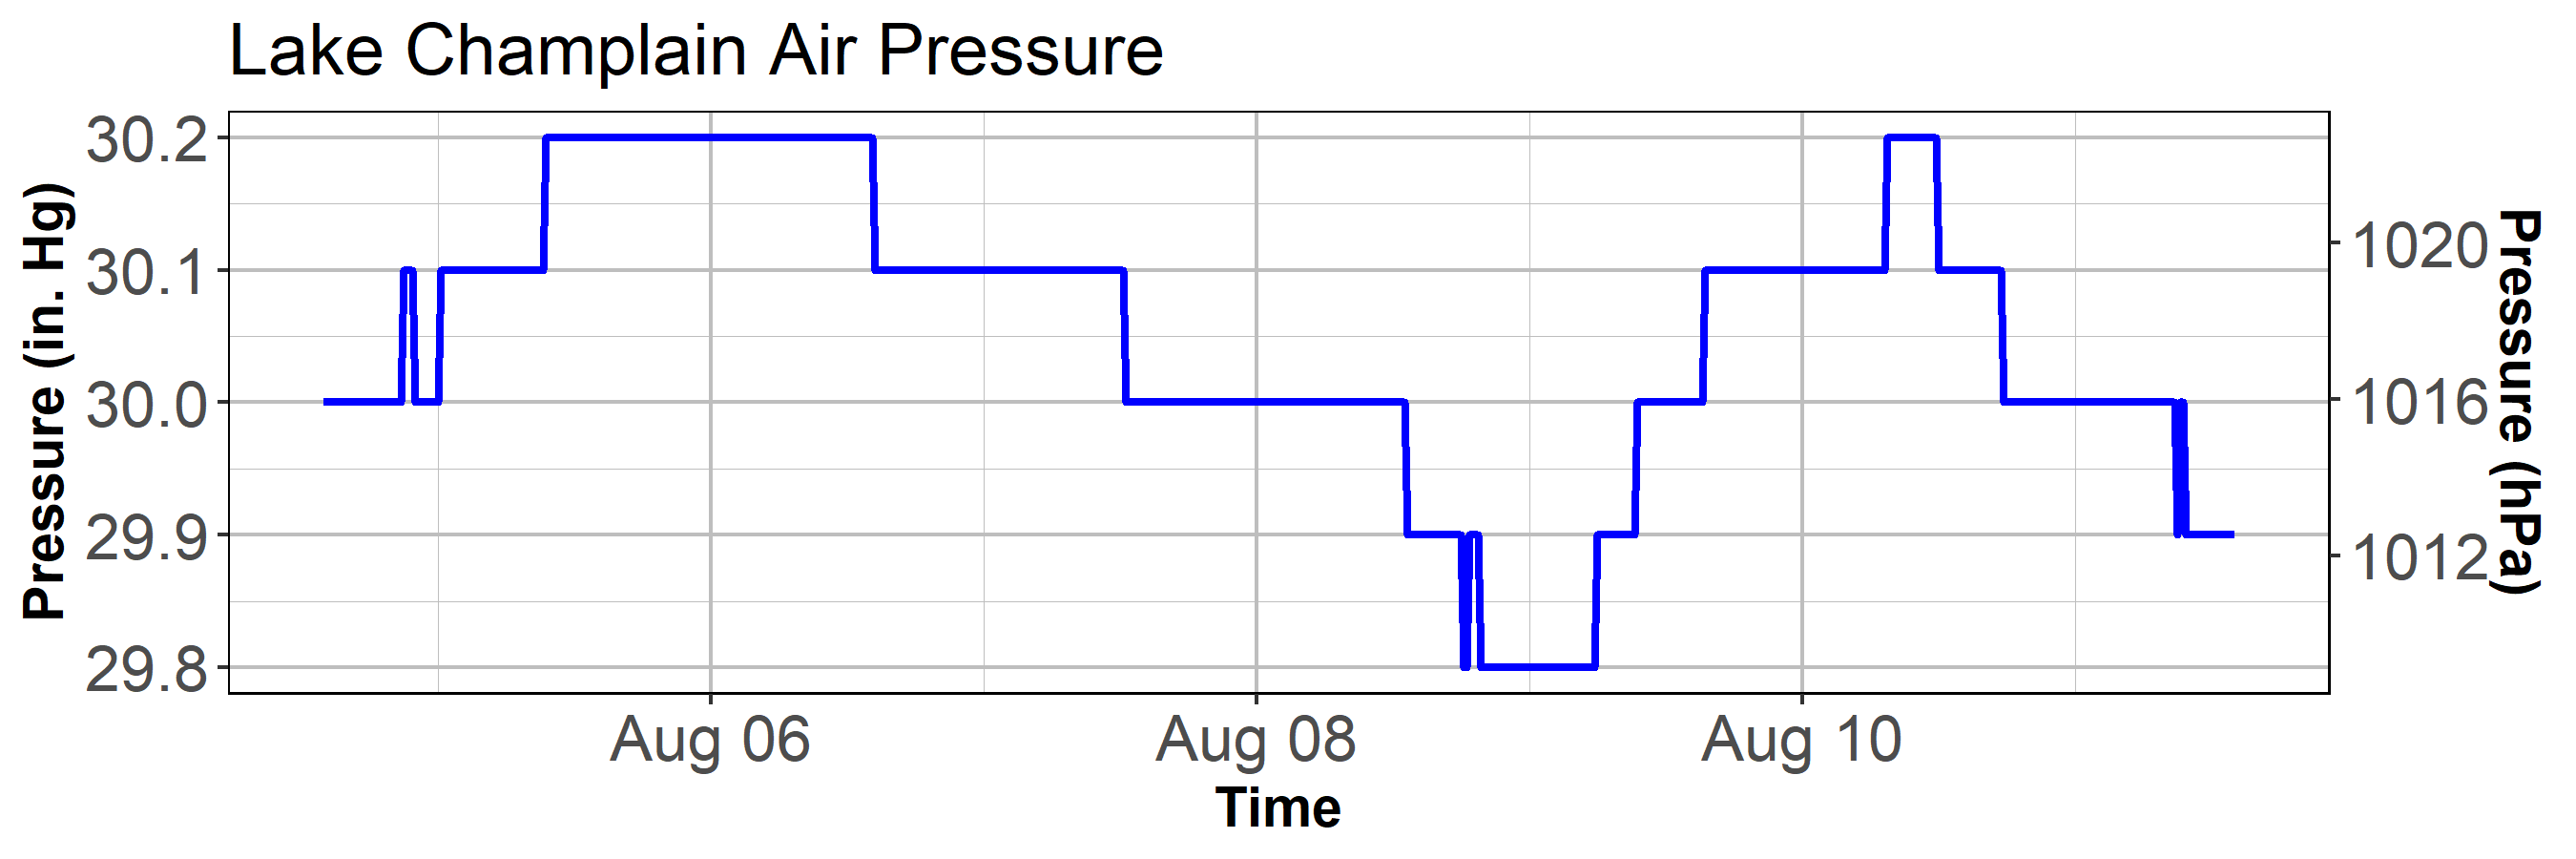 Lake Champlain Air Pressure
Pressure (in. Hg)
30.2
30.1
30.0
29.9
29.8
1020
1016
1012
Pressure (hPa)
Aug 06 Aug 08 Aug 10
Time